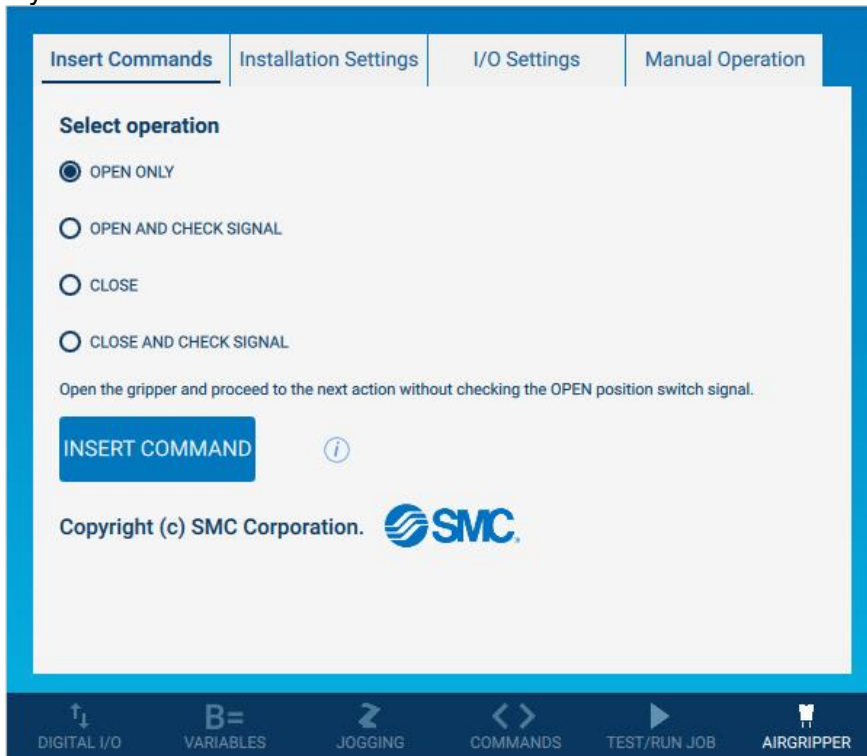 Insert Commands Installation Settings I/O Settings Manual Operation
Select operation
OPEN ONLY
OPEN AND CHECK SIGNAL
CLOSE
CLOSE AND CHECK SIGNAL
Open the gripper and proceed to the next action without checking the OPEN position switch signal.
INSERT COMMAND i
Copyright (c) SMC Corporation. SMC.
B=
DIGITAL I/O VARIABLES JOGGING COMMANDS TEST/RUN JOB AIRGRIPPER